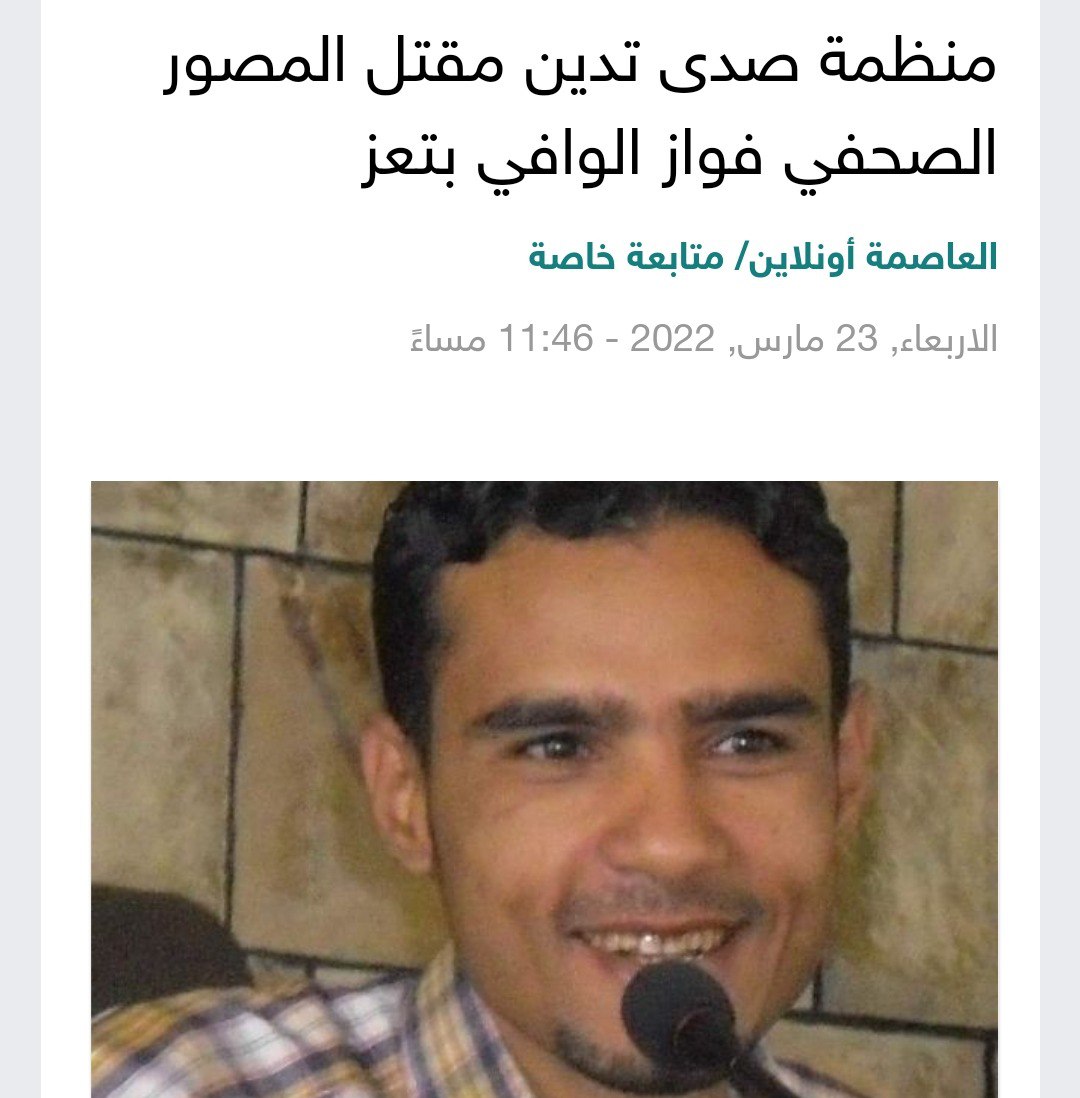 منظمة صدى تدين مقتل المصور
الصحفي فواز الوافي بتعز
العاصمة أونلاين/ متابعة خاصة
الاربعاء, 23 مارس, 2022 - 11:46 مساءً